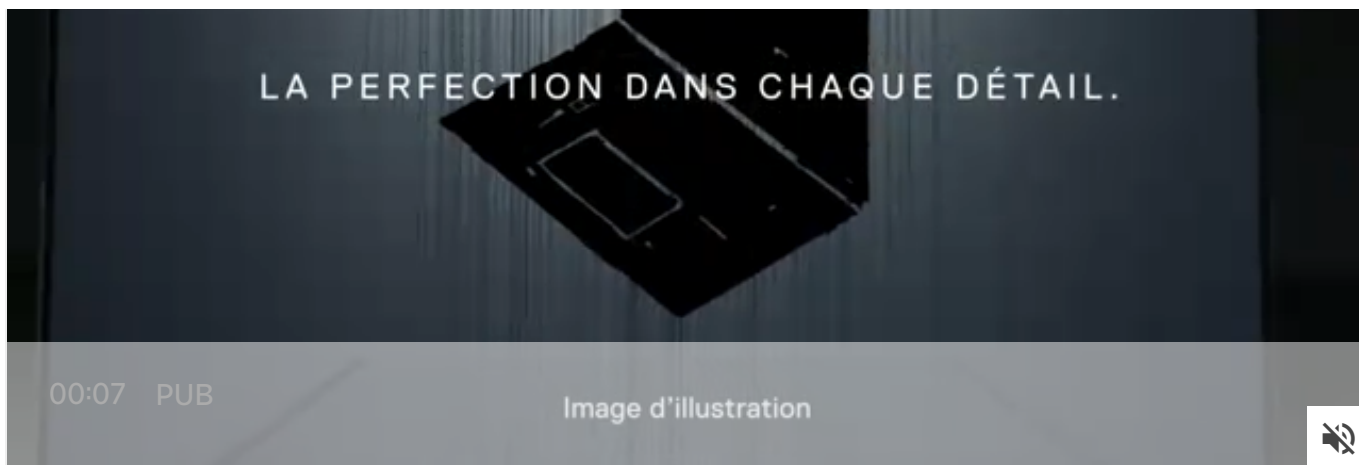 LA PERFECTION DANS CHAQUE DÉTAIL.
00:07 PUB
Image d’illustration